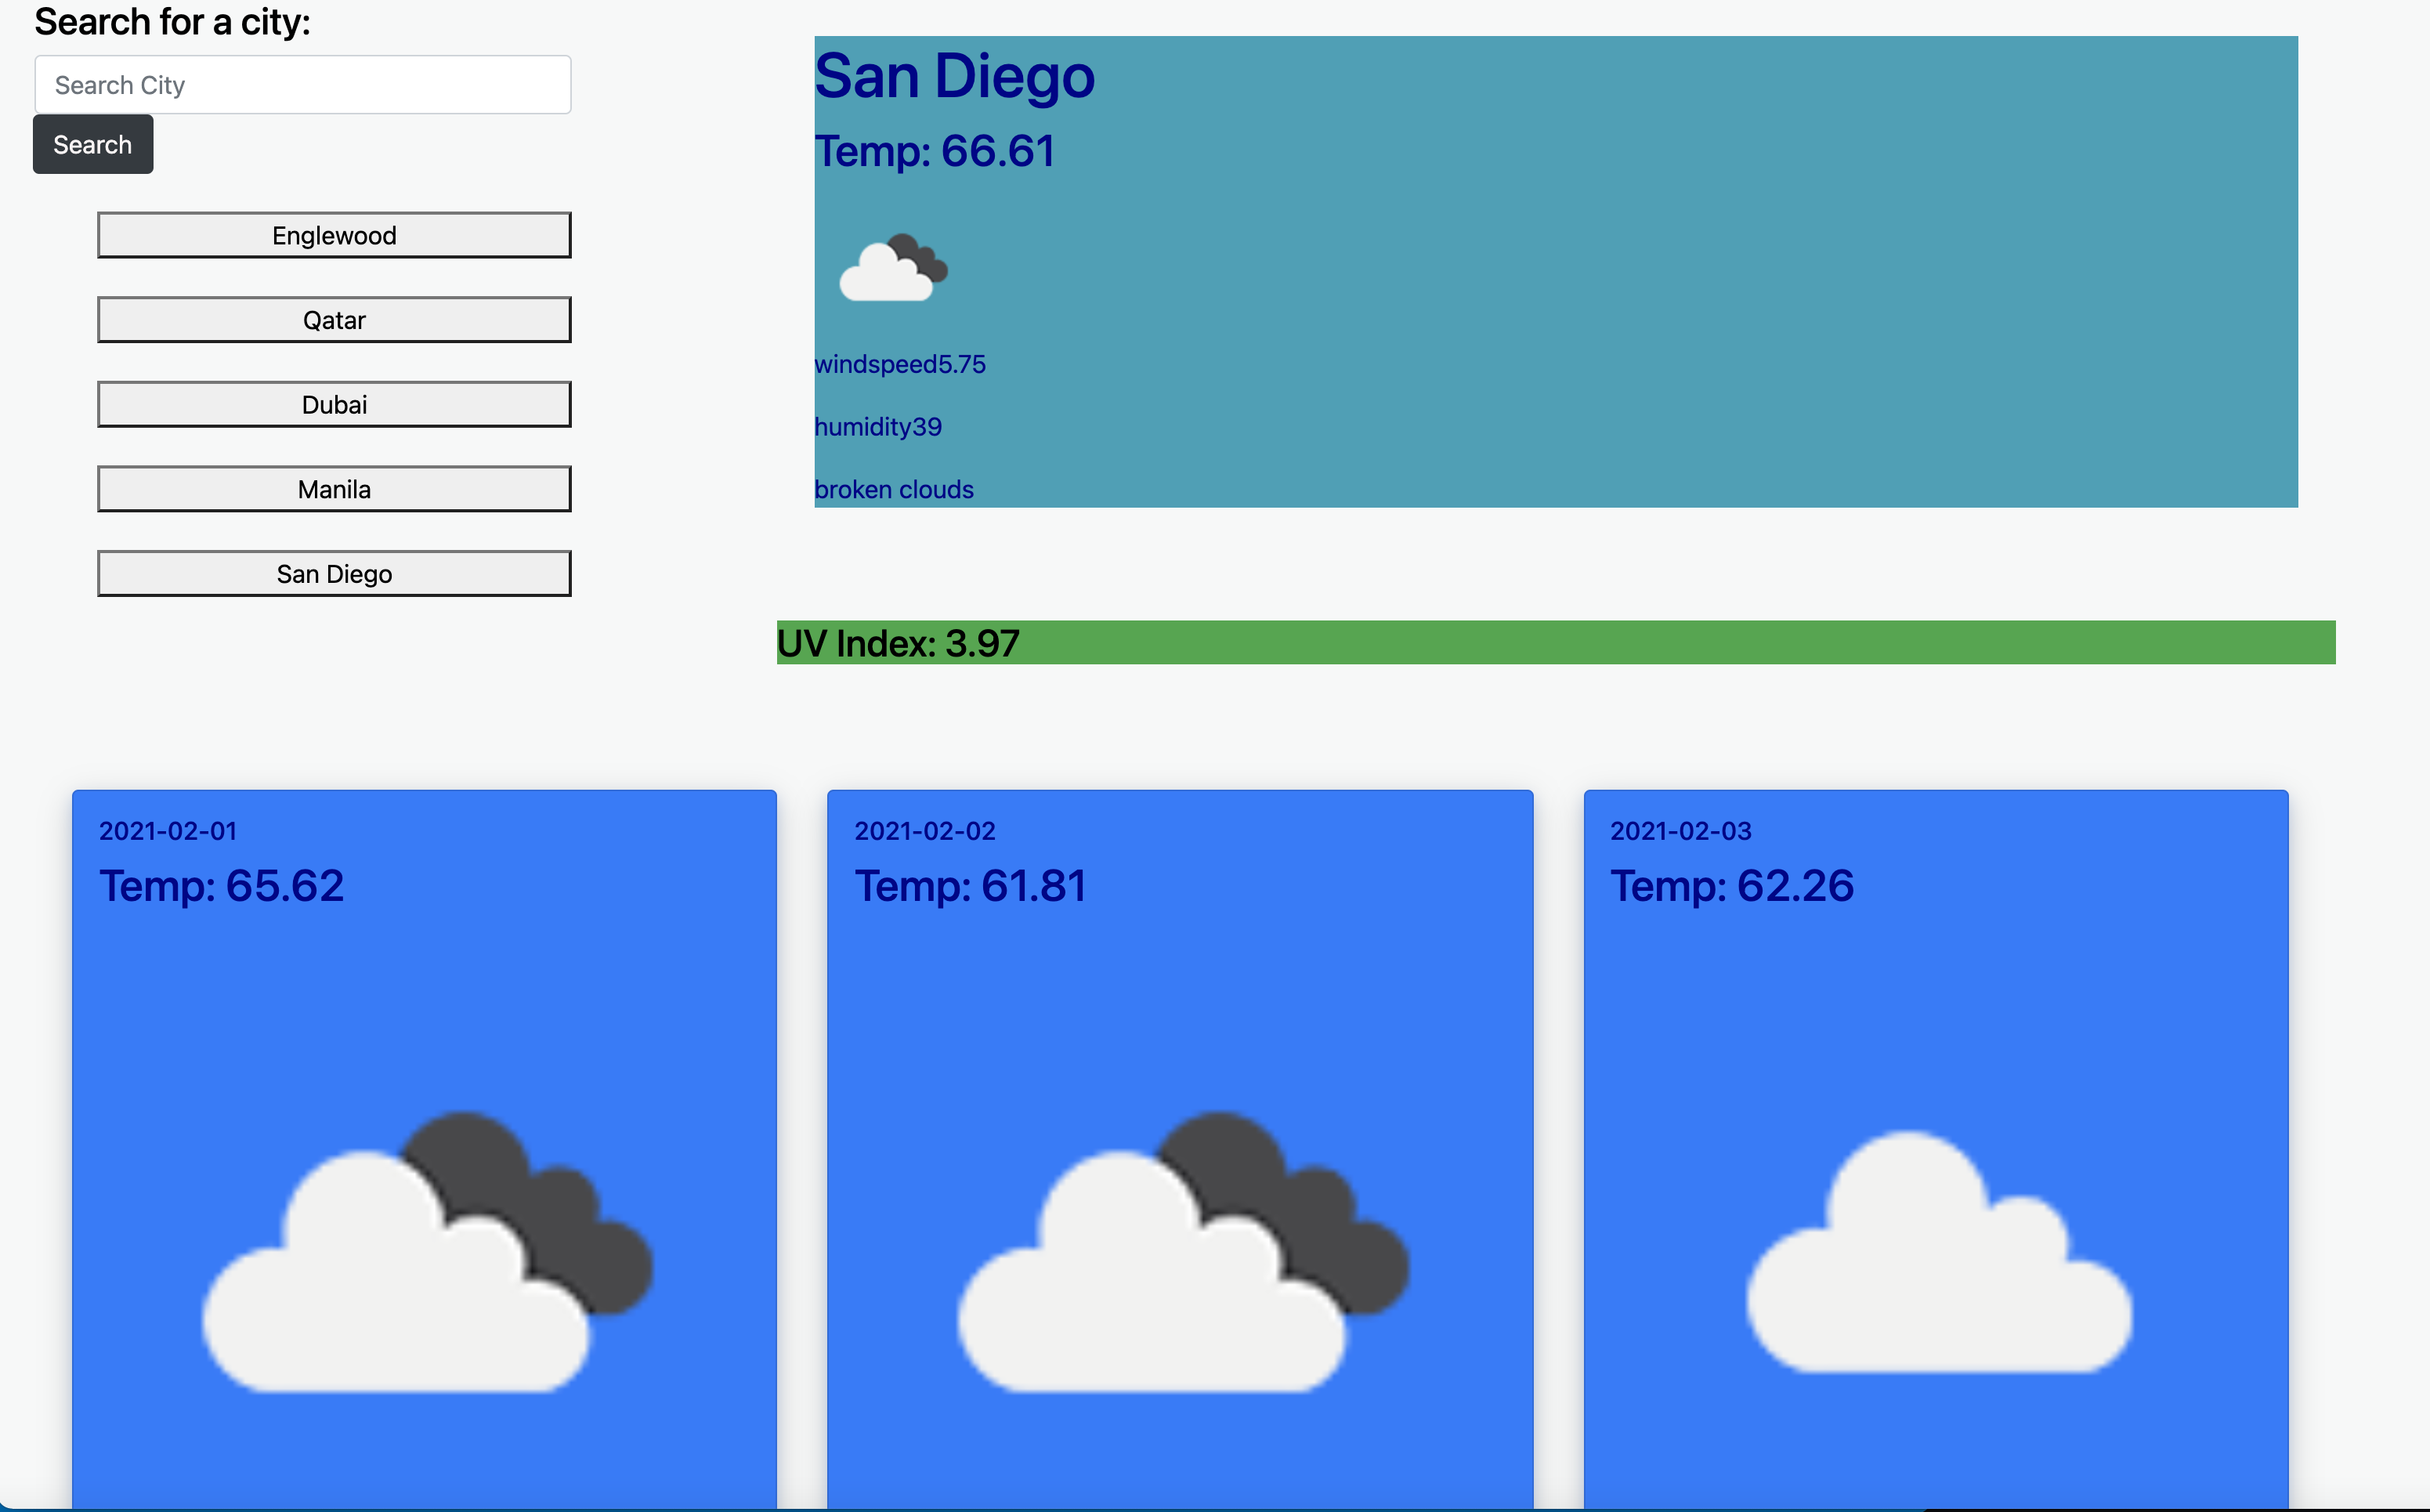 Search for a city:
Search City
Search
Englewood
Qatar
Dubai
Manila
San Diego
San Diego
Temp: 66.61
windspeed5.75
humidity39
broken clouds
UV Index: 3.97
2021-02-01
Temp: 65.62
2021-02-02
Temp: 61.81
2021-02-03
Temp: 62.26